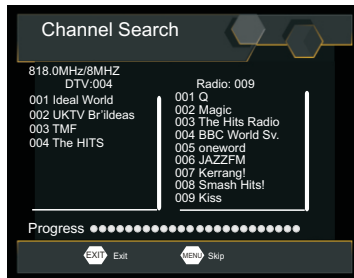 Channel Search
818.0MHz/8MHZ
DTV:004
001 Ideal World
002 UKTV Br'ildeas
003 TMF
004 The HITS
Radio: 009
001 Q
002 Magic
003 The Hits Radio
004 BBC World Sv.
005 oneword
006 JAZZFM
007 Kerrang!
008 Smash Hits!
009 Kiss
Progress
EXIT Exit MENU Skip